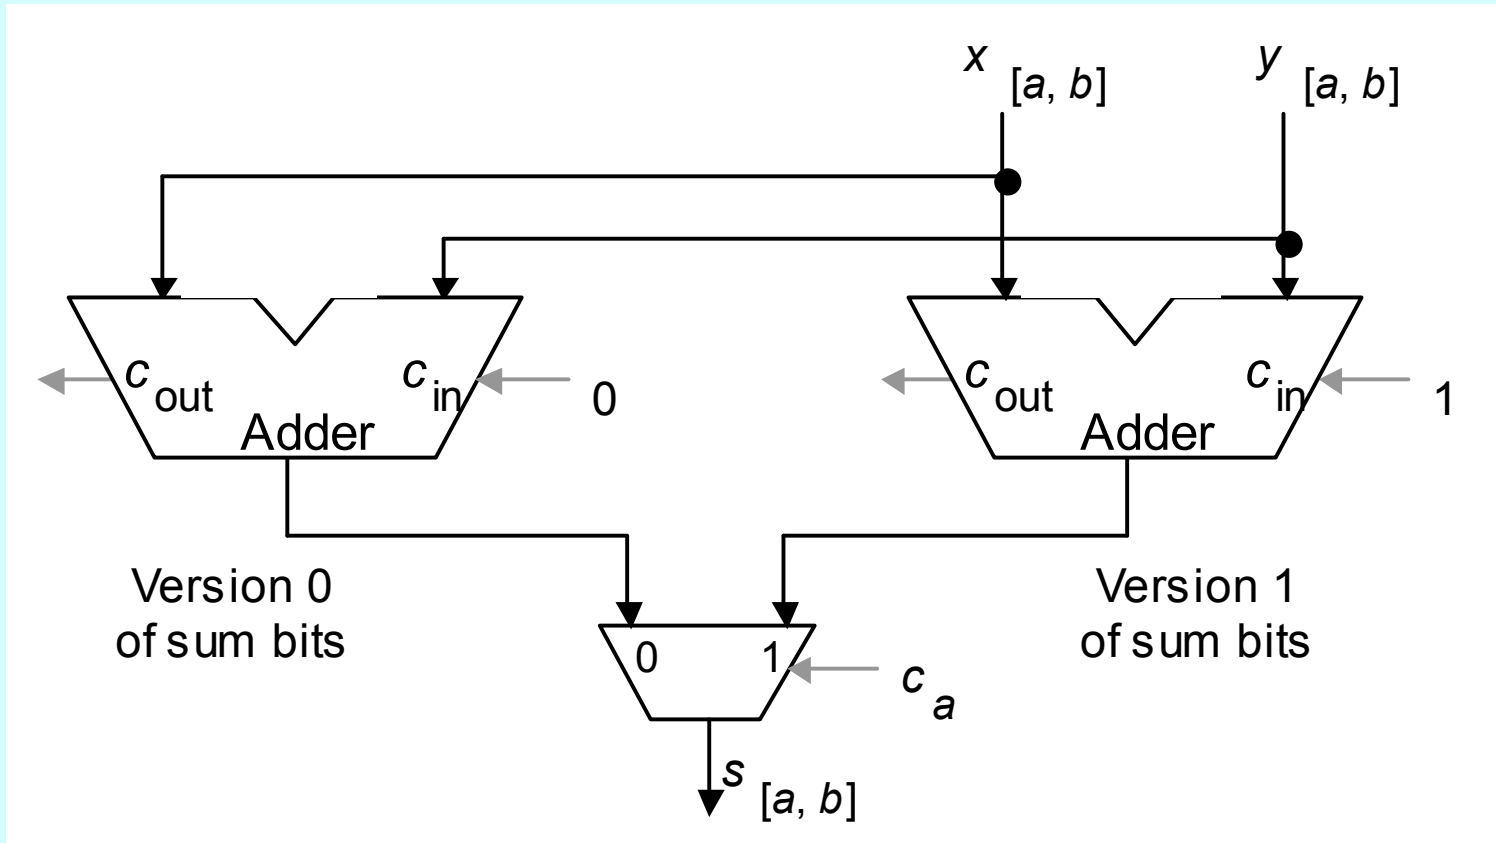 x [a, b] y [a, b]
c out c in 0 c out c in 1
Adder Adder
Version 0 Version 1
of sum bits of sum bits
0 1 c a
s [a, b]